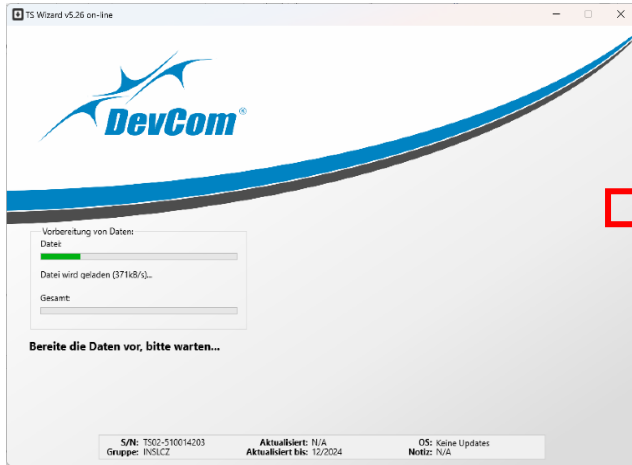 TS Wizard v5.26 on-line
DevCom®
Vorbereitung von Daten:
Datei:
Datei wird geladen (371kB/s)...
Gesamt:
Bereite die Daten vor, bitte warten...
S/N: TS02-510014203 Aktualisiert: N/A OS: Keine Updates
Gruppe: INSLCZ Aktualisiert bis: 12/2024 Notiz: N/A